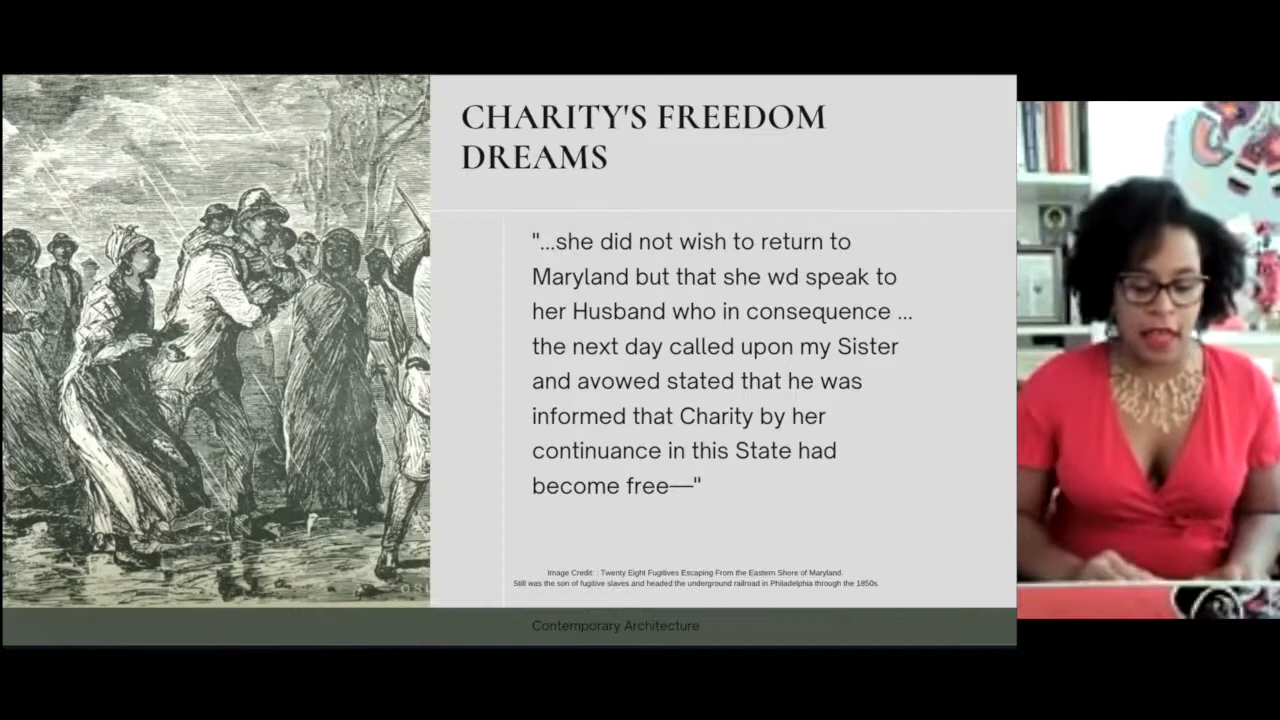 CHARITY'S FREEDOM
DREAMS
"...she did not wish to return to
Maryland but that she wd speak to
her Husband who in consequence ...
the next day called upon my Sister
and avowed stated that he was
informed that Charity by her
continuance in this State had
become free—"
Image Credit: : Twenty Eight Fugitives Escaping From the Eastern Shore of Maryland.
Still was the son of fugitive slaves and headed the underground railroad in Philadelphia through the 1850s
Contemporary Architecture